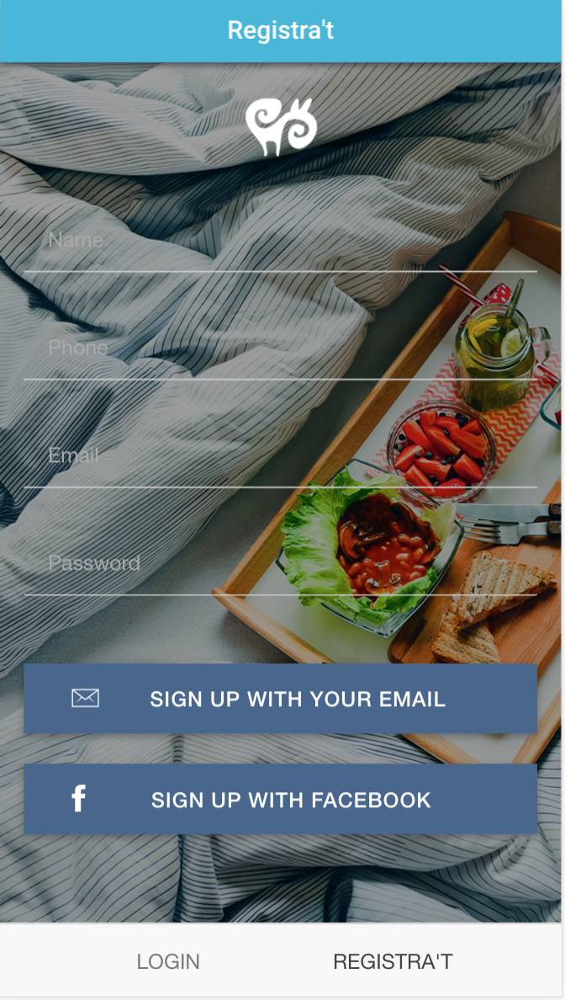 Registra't
Name
Phone
Email
Password
SIGN UP WITH YOUR EMAIL
f SIGN UP WITH FACEBOOK
LOGIN REGISTRA'T